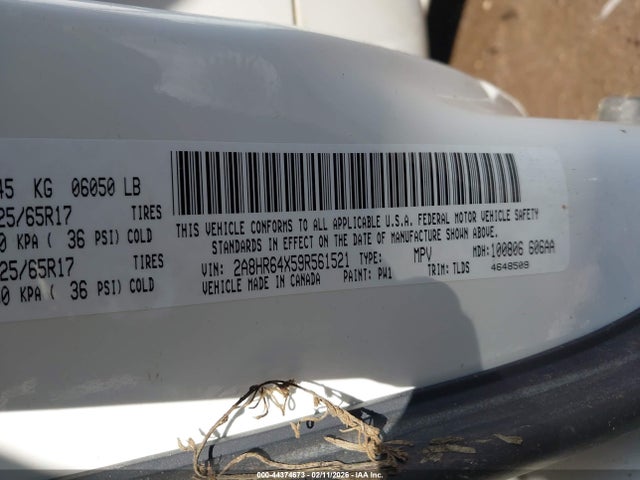 45 KG 06050 LB
25/65R17 TIRES
0 KPA ( 36 PSI) COLD
25/65R17 TIRES
0 KPA ( 36 PSI) COLD
THIS VEHICLE CONFORMS TO ALL APPLICABLE U.S.A. FEDERAL MOTOR VEHICLE SAFETY
STANDARDS IN EFFECT ON THE DATE OF MANUFACTURE SHOWN ABOVE.
VIN: 2A8HR64X59R561521 TYPE: MPV MDH:100806 606AA
VEHICLE MADE IN CANADA PAINT: PW1 TRIM: TLDS 4648509
000-44374673 - 02/11/2026 - IAA Inc.